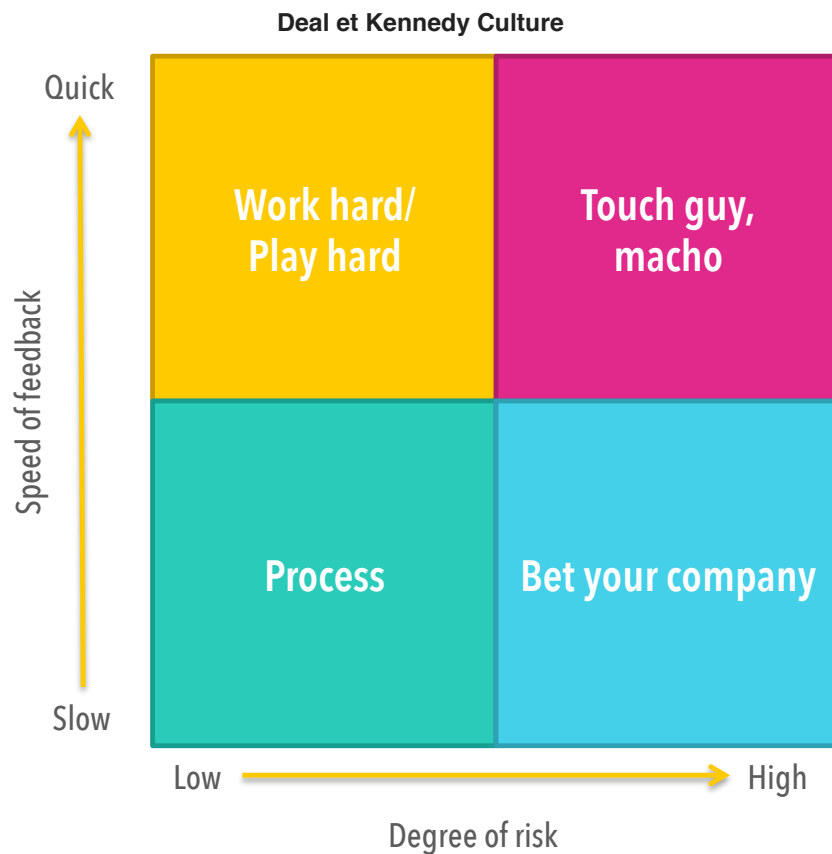 Deal et Kennedy Culture
Quick
Work hard/
Play hard
Touch guy,
macho
Speed of feedback
Process
Bet your company
Slow
Low
High
Degree of risk